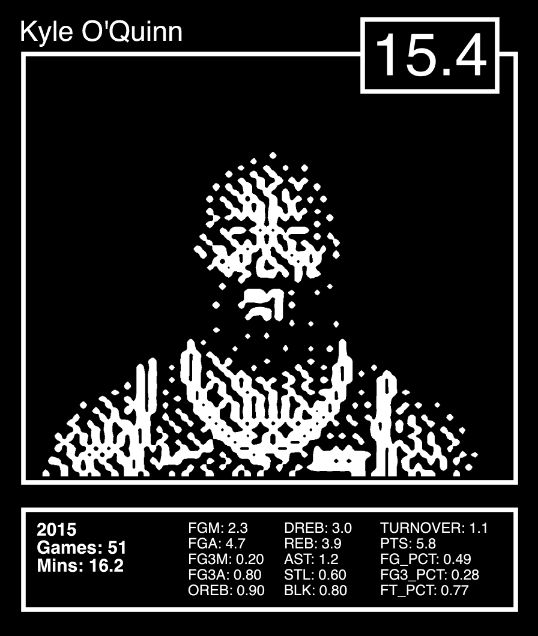 Kyle O'Quinn
15.4
2015
Games: 51
Mins: 16.2
FGM: 2.3
FGA: 4.7
FG3M: 0.20
FG3A: 0.80
OREB: 0.90
DREB: 3.0
REB: 3.9
AST: 1.2
STL: 0.60
BLK: 0.80
TURNOVER: 1.1
PTS: 5.8
FG_PCT: 0.49
FG3_PCT: 0.28
FT_PCT: 0.77